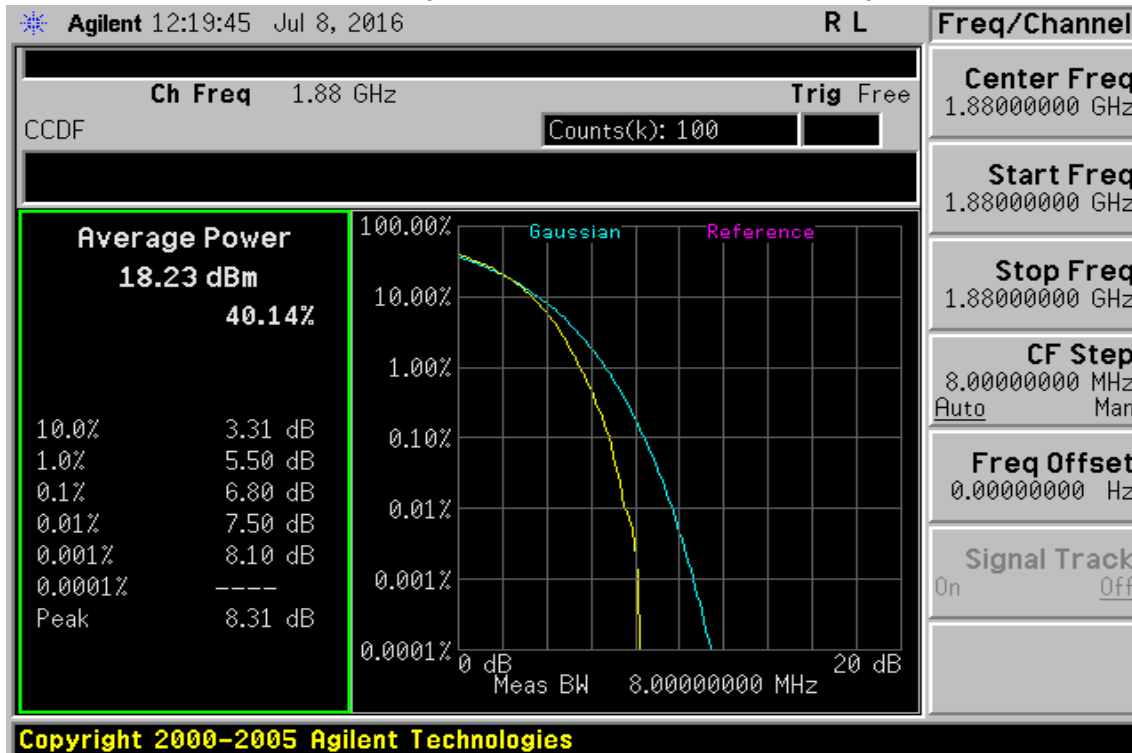 Agilent 12:19:45 Jul 8, 2016 R L
Freq/Channel
Ch Freq 1.88 GHz Trig Free
CCDF Counts(k): 100
Center Freq
1.88000000 GHz
Start Freq
1.88000000 GHz
Stop Freq
1.88000000 GHz
CF Step
8.00000000 MHz
Auto Man
Freq Offset
0.00000000 Hz
Signal Track
On Off
Average Power
18.23 dBm
40.14%
10.0% 3.31 dB
1.0% 5.50 dB
0.1% 6.80 dB
0.01% 7.50 dB
0.001% 8.10 dB
0.0001% ----
Peak 8.31 dB
Gaussian Reference
100.00%
10.00%
1.00%
0.10%
0.01%
0.001%
0.0001%
0 dB 20 dB
Meas BW 8.00000000 MHz
Copyright 2000-2005 Agilent Technologies